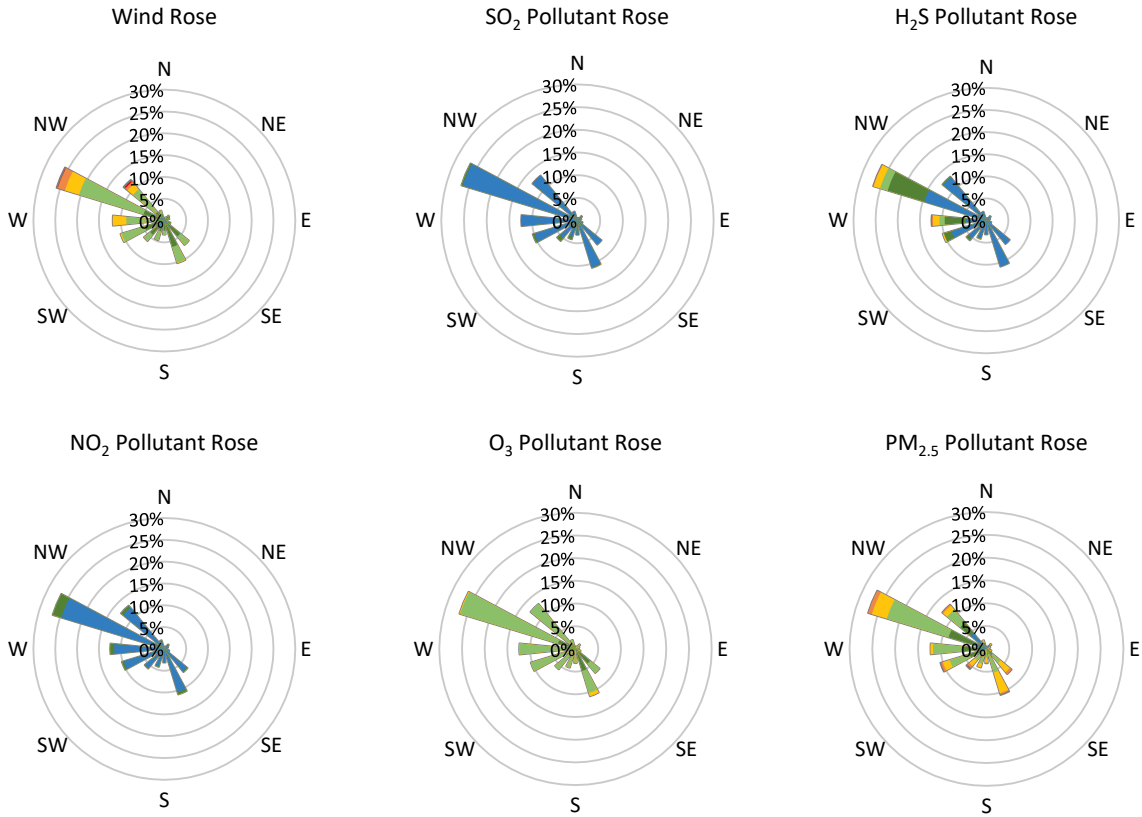 Wind Rose
N
30%
25%
20%
15%
10%
5%
0%
NW
NE
W
E
SW
SE
S
SO₂ Pollutant Rose
N
30%
25%
20%
15%
10%
5%
0%
NW
NE
W
E
SW
SE
S
H₂S Pollutant Rose
N
30%
25%
20%
15%
10%
5%
0%
NW
NE
W
E
SW
SE
S
NO₂ Pollutant Rose
N
30%
25%
20%
15%
10%
5%
0%
NW
NE
W
E
SW
SE
S
O₃ Pollutant Rose
N
30%
25%
20%
15%
10%
5%
0%
NW
NE
W
E
SW
SE
S
PM₂.₅ Pollutant Rose
N
30%
25%
20%
15%
10%
5%
0%
NW
NE
W
E
SW
SE
S